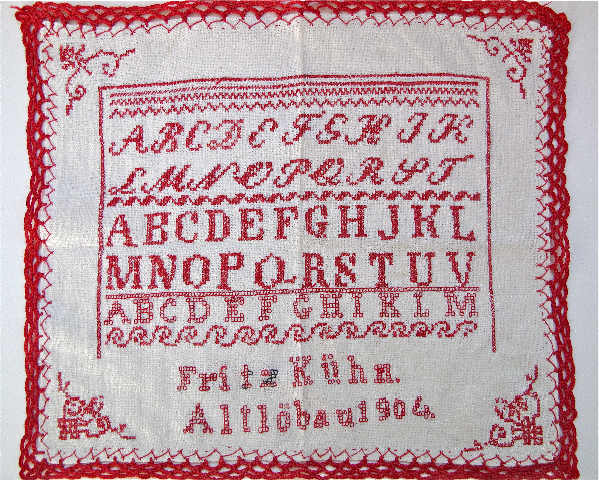 ABCDEFGHIK
LMNOPQRST
ABCDEFGHJKL
MNOPQRSTUV
ABCDEFGHIKLM
Fritz Kühn.
Altlöbau 1904.